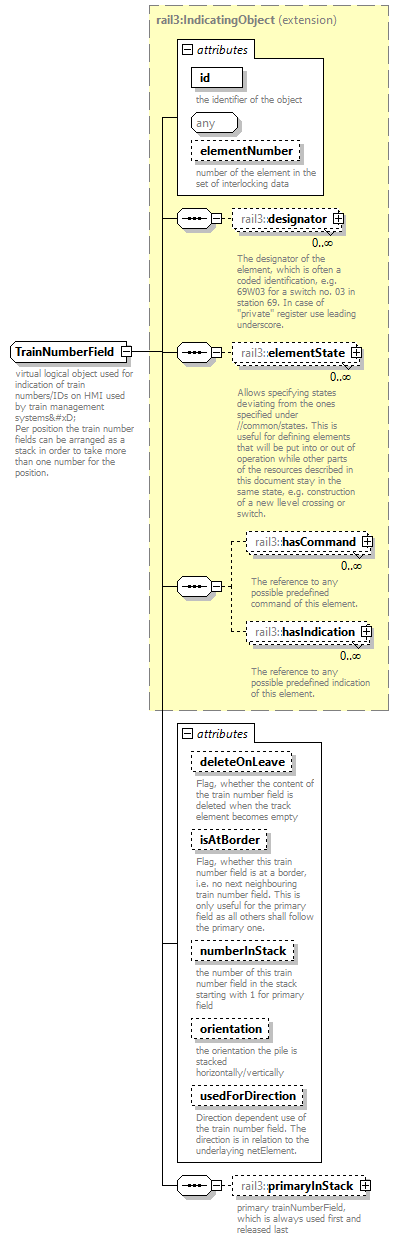 rail3:IndicatingObject (extension)
attributes
id
the identifier of the object
any
elementNumber
number of the element in the
set of interlocking data
rail3::designator
0..∞
The designator of the
element, which is often a
coded identification, e.g.
69W03 for a switch no. 03 in
station 69. In case of
"private" register use leading
underscore.
TrainNumberField
virtual logical object used for
indication of train
numbers/IDs on HMI used
by train management
systems&#xD;
Per position the train number
fields can be arranged as a
stack in order to take more
than one number for the
position.
rail3::elementState
0..∞
Allows specifying states
deviating from the ones
specified under
//common/states. This is
useful for defining elements
that will be put into or out of
operation while other parts
of the resources described in
this document stay in the
same state, e.g. construction
of a new llevel crossing or
switch.
rail3::hasCommand
0..∞
The reference to any
possible predefined
command of this element.
rail3::hasIndication
0..∞
The reference to any
possible predefined indication
of this element.
attributes
deleteOnLeave
Flag, whether the content of
the train number field is
deleted when the track
element becomes empty
isAtBorder
Flag, whether this train
number field is at a border,
i.e. no next neighbouring
train number field. This is
only useful for the primary
field as all others shall follow
the primary one.
numberInStack
the number of this train
number field in the stack
starting with 1 for primary
field
orientation
the orientation the pile is
stacked
horizontally/vertically
usedForDirection
Direction dependent use of
the train number field. The
direction is in relation to the
underlaying netElement.
rail3::primaryInStack
primary trainNumberField,
which is always used first and
released last